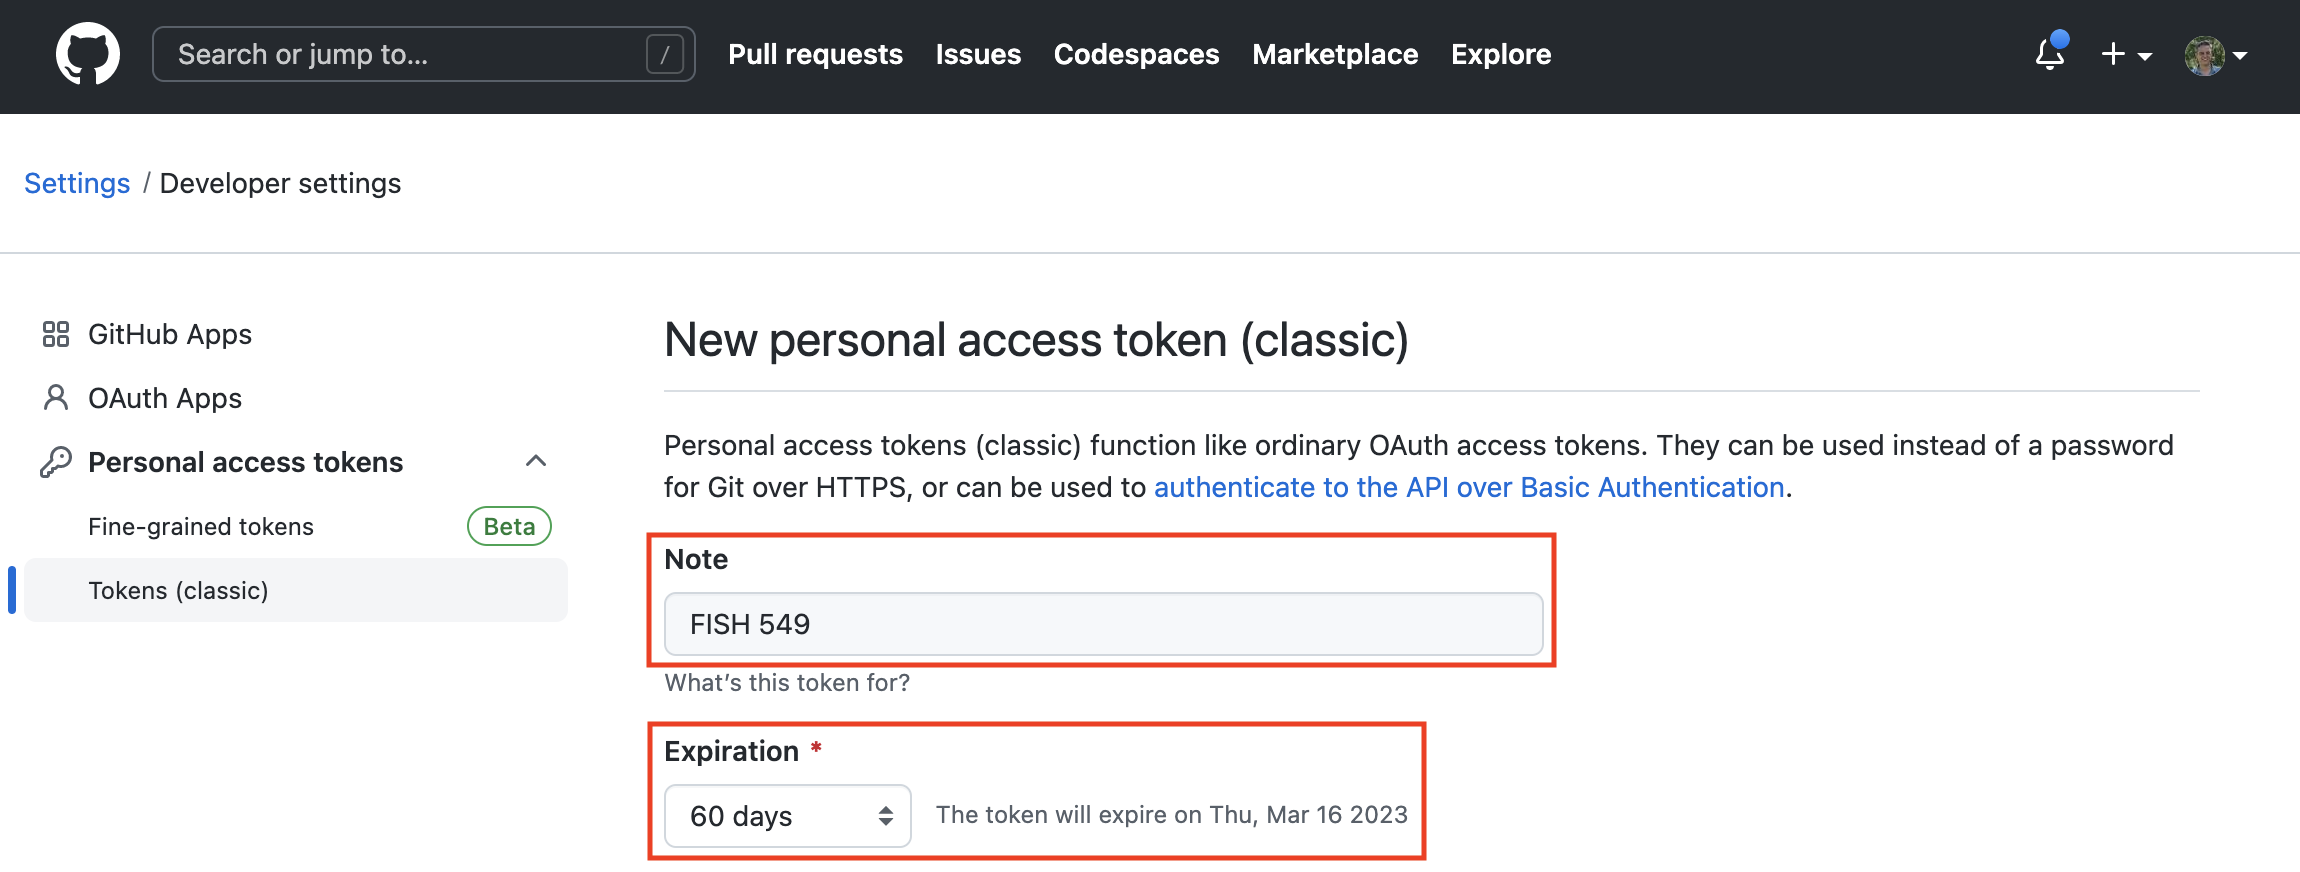 Search or jump to... / Pull requests Issues Codespaces Marketplace Explore
Settings / Developer settings
GitHub Apps
OAuth Apps
Personal access tokens
Fine-grained tokens Beta
Tokens (classic)
New personal access token (classic)
Personal access tokens (classic) function like ordinary OAuth access tokens. They can be used instead of a password
for Git over HTTPS, or can be used to authenticate to the API over Basic Authentication.
Note
FISH 549
What's this token for?
Expiration *
60 days The token will expire on Thu, Mar 16 2023